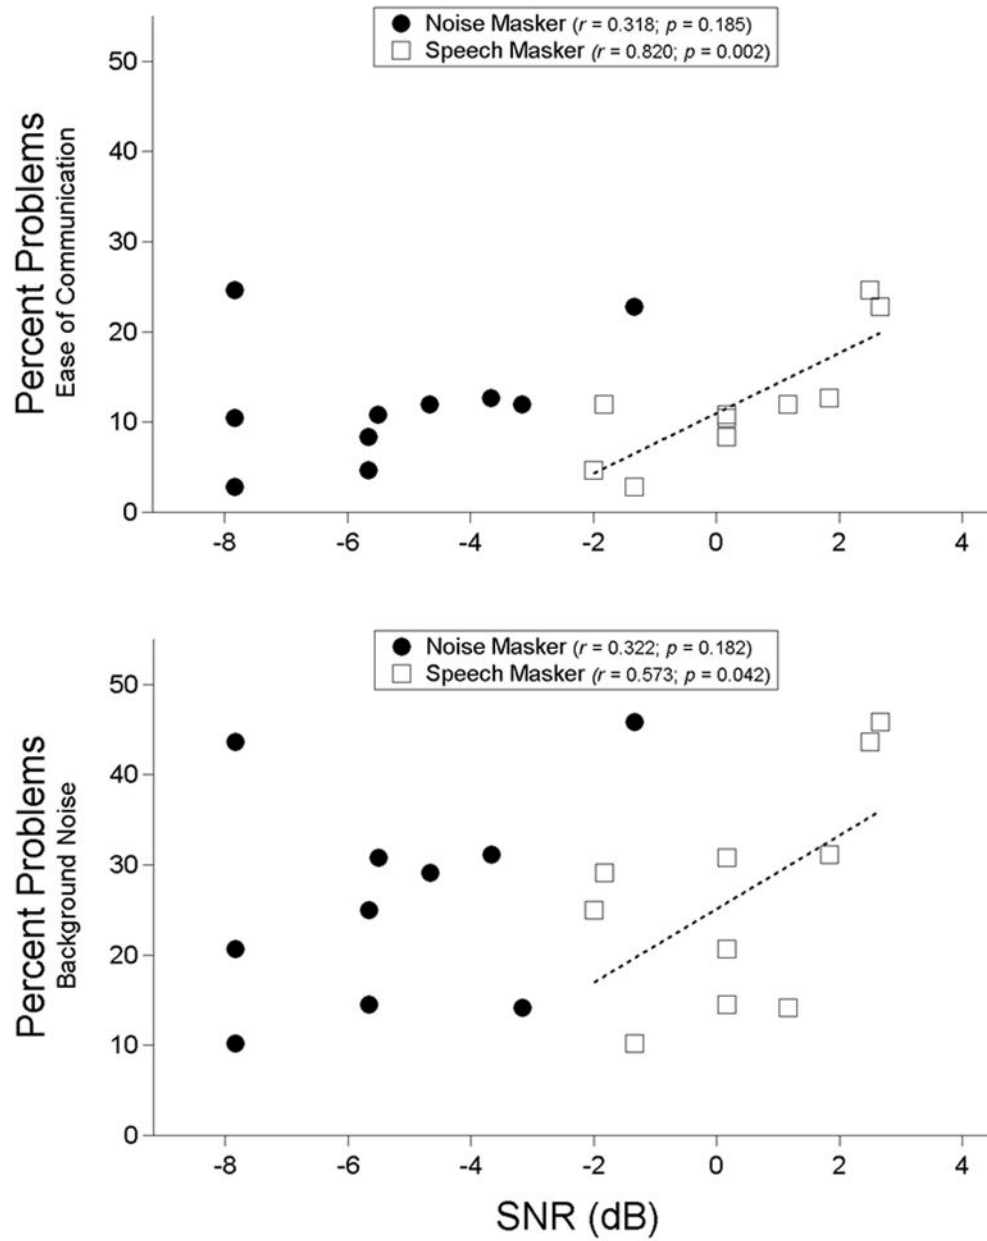 Noise Masker (r = 0.318; p = 0.185)
Speech Masker (r = 0.820; p = 0.002)
Percent Problems
Ease of Communication
50
40
30
20
10
0
-8 -6 -4 -2 0 2 4
Noise Masker (r = 0.322; p = 0.182)
Speech Masker (r = 0.573; p = 0.042)
Percent Problems
Background Noise
50
40
30
20
10
0
-8 -6 -4 -2 0 2 4
SNR (dB)